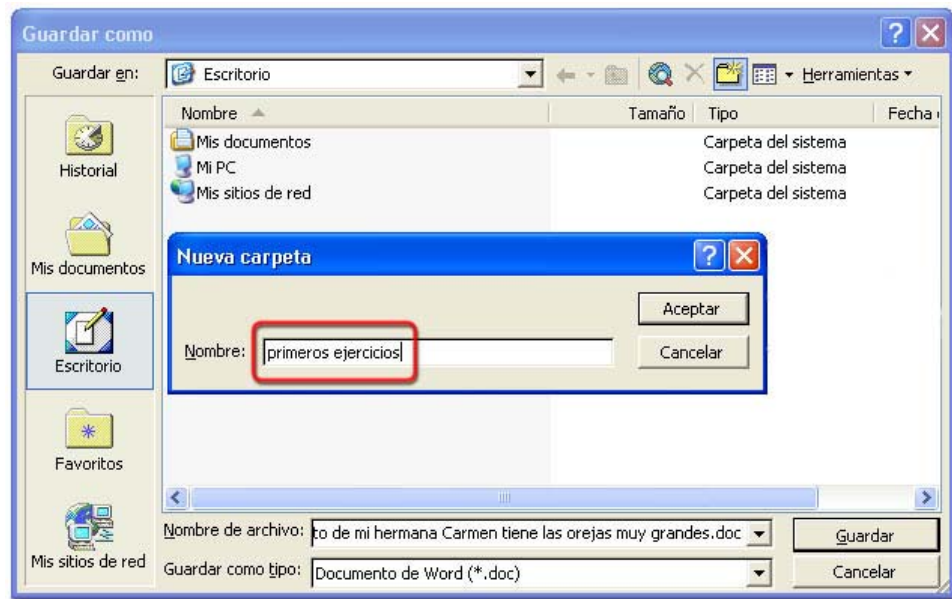 Guardar como
Guardar en: Escritorio Herramientas
Nombre Tamaño Tipo Fecha
Mis documentos Carpeta del sistema
Mi PC Carpeta del sistema
Mis sitios de red Carpeta del sistema
Historial
Mis documentos
Escritorio
Favoritos
Mis sitios de red
Nueva carpeta
Aceptar
Nombre: primeros ejercicios
Cancelar
Nombre de archivo: to de mi hermana Carmen tiene las orejas muy grandes.doc Guardar
Guardar como tipo: Documento de Word (*.doc) Cancelar